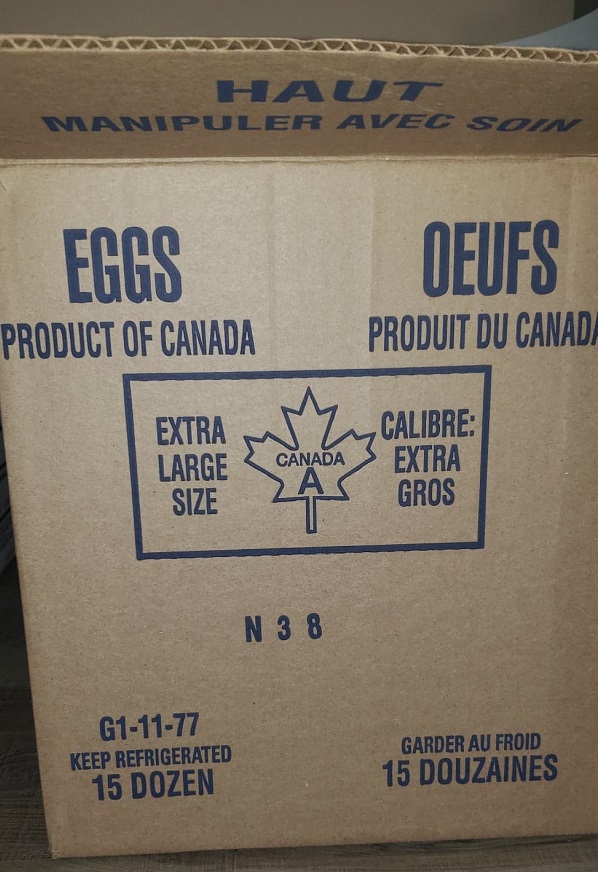 HAUT
MANIPULER AVEC SOIN
EGGS
PRODUCT OF CANADA
OEUFS
PRODUIT DU CANADA
EXTRA
LARGE
SIZE
CANADA
A
CALIBRE:
EXTRA
GROS
N 3 8
G1-11-77
KEEP REFRIGERATED
15 DOZEN
GARDER AU FROID
15 DOUZAINES